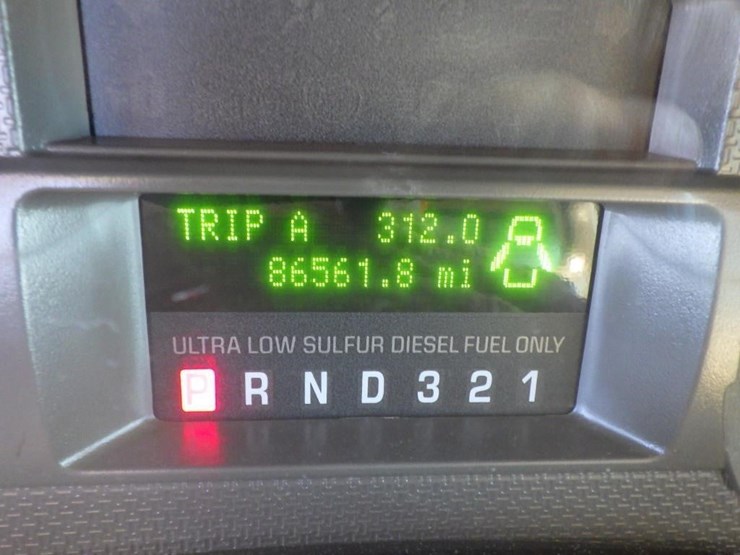 TRIP A 312.0
86561.8 mi
ULTRA LOW SULFUR DIESEL FUEL ONLY
P R N D 3 2 1